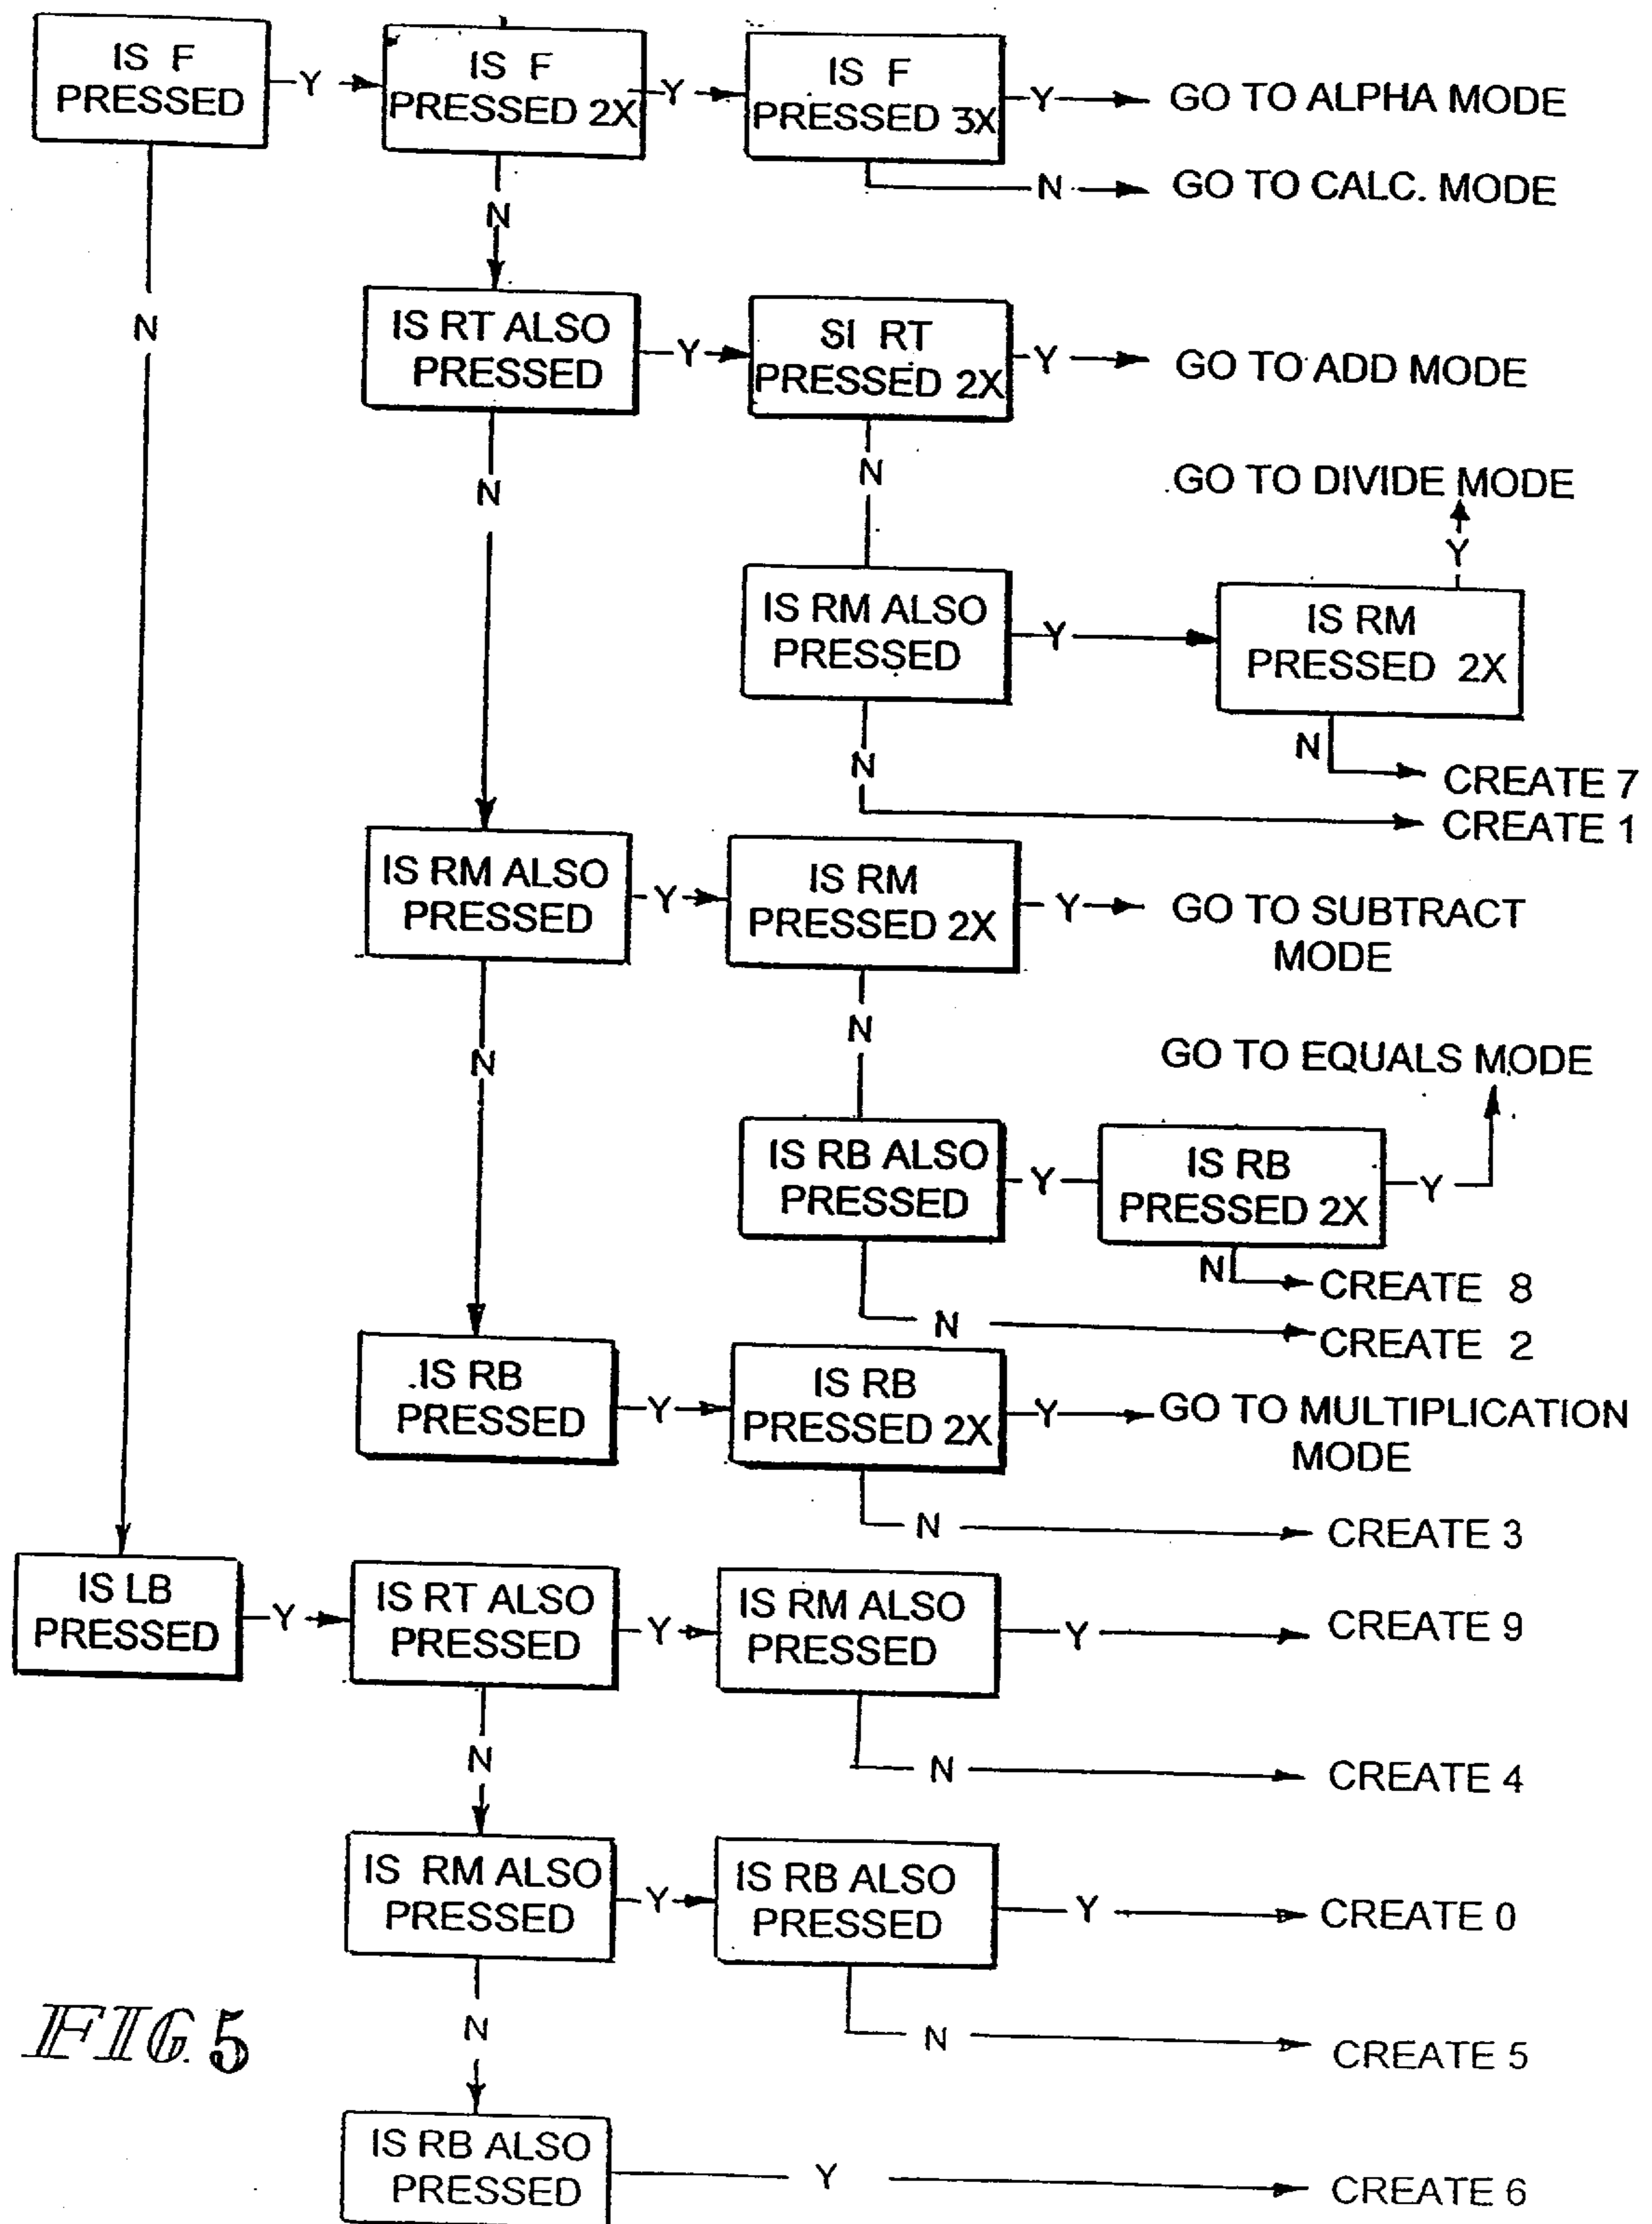 IS F
PRESSED
Y
IS F
PRESSED 2X
Y
IS F
PRESSED 3X
Y
GO TO ALPHA MODE
N
GO TO CALC. MODE
N
N
IS RT ALSO
PRESSED
Y
SI RT
PRESSED 2X
Y
GO TO ADD MODE
N
N
GO TO DIVIDE MODE
Y
IS RM ALSO
PRESSED
Y
IS RM
PRESSED 2X
N
CREATE 7
N
CREATE 1
IS RM ALSO
PRESSED
Y
IS RM
PRESSED 2X
Y
GO TO SUBTRACT
MODE
N
N
GO TO EQUALS MODE
IS RB ALSO
PRESSED
Y
IS RB
PRESSED 2X
Y
N
CREATE 8
N
CREATE 2
IS RB
PRESSED
Y
IS RB
PRESSED 2X
Y
GO TO MULTIPLICATION
MODE
N
CREATE 3
IS LB
PRESSED
Y
IS RT ALSO
PRESSED
Y
IS RM ALSO
PRESSED
Y
CREATE 9
N
N
CREATE 4
IS RM ALSO
PRESSED
Y
IS RB ALSO
PRESSED
Y
CREATE 0
N
N
CREATE 5
FIG. 5
IS RB ALSO
PRESSED
Y
CREATE 6